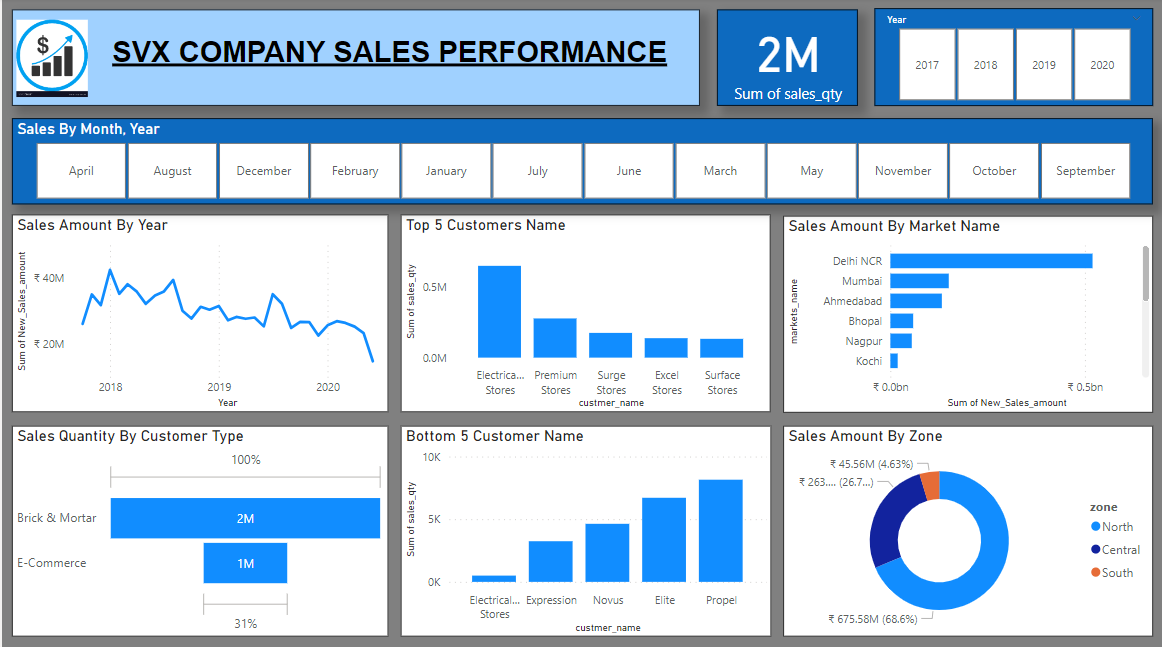 $
SVX COMPANY SALES PERFORMANCE
2M
Sum of sales_qty
Year
2017
2018
2019
2020
Sales By Month, Year
April
August
December
February
January
July
June
March
May
November
October
September
Sales Amount By Year
Sum of New_Sales_amount
₹ 40M
₹ 20M
2018
2019
2020
Year
Top 5 Customers Name
Sum of sales_qty
0.5M
0.0M
Electrica...
Stores
Premium
Stores
Surge
Stores
Excel
Stores
Surface
Stores
custmer_name
Sales Amount By Market Name
markets_name
Delhi NCR
Mumbai
Ahmedabad
Bhopal
Nagpur
Kochi
₹ 0.0bn
₹ 0.5bn
Sum of New_Sales_amount
Sales Quantity By Customer Type
100%
Brick & Mortar
2M
E-Commerce
1M
31%
Bottom 5 Customer Name
Sum of sales_qty
10K
5K
0K
Electrical...
Stores
Expression
Novus
Elite
Propel
custmer_name
Sales Amount By Zone
₹ 45.56M (4.63%)
₹ 263.... (26.7...)
₹ 675.58M (68.6%)
zone
North
Central
South